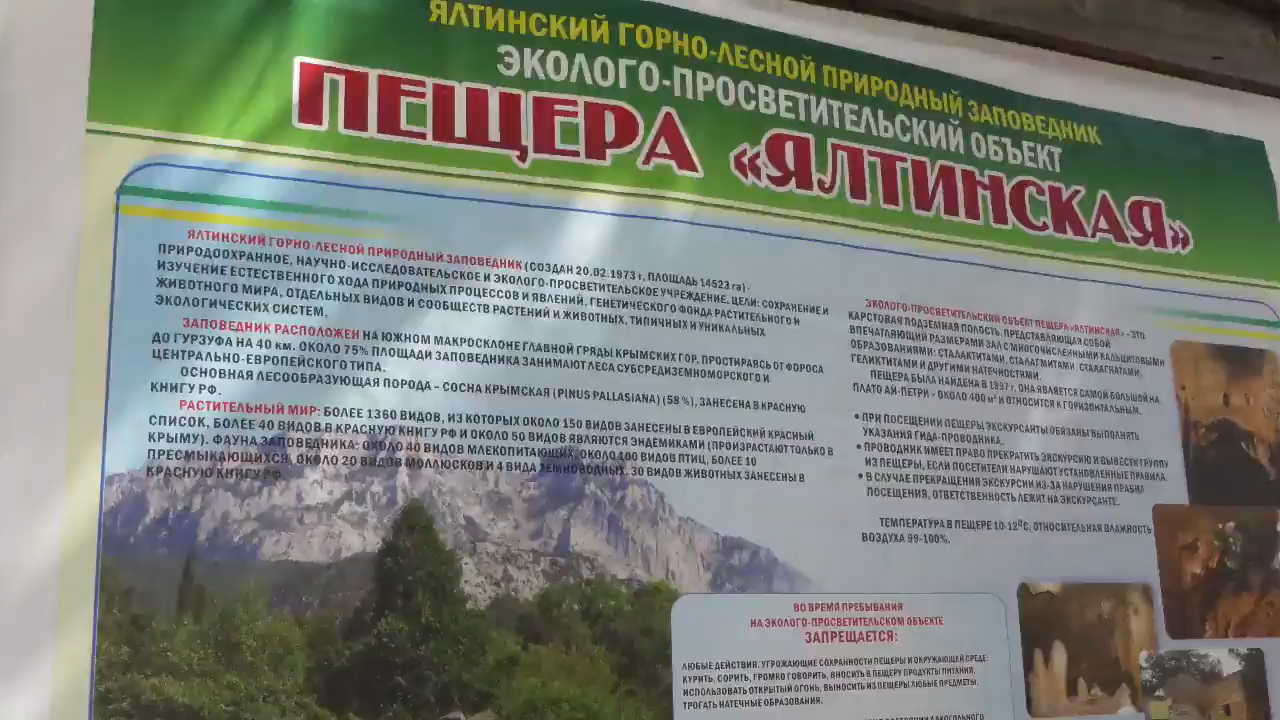 ЯЛТИНСКИЙ ГОРНО-ЛЕСНОЙ ПРИРОДНЫЙ ЗАПОВЕДНИК
ЭКОЛОГО-ПРОСВЕТИТЕЛЬСКИЙ ОБЪЕКТ
ПЕЩЕРА «ЯЛТИНСКАЯ»
ЯЛТИНСКИЙ ГОРНО-ЛЕСНОЙ ПРИРОДНЫЙ ЗАПОВЕДНИК (СОЗДАН 20.02.1973 г, ПЛОЩАДЬ 14523 га) -
ПРИРОДООХРАННОЕ, НАУЧНО-ИССЛЕДОВАТЕЛЬСКОЕ И ЭКОЛОГО-ПРОСВЕТИТЕЛЬСКОЕ УЧРЕЖДЕНИЕ. ЦЕЛИ: СОХРАНЕНИЕ И
ИЗУЧЕНИЕ ЕСТЕСТВЕННОГО ХОДА ПРИРОДНЫХ ПРОЦЕССОВ И ЯВЛЕНИЙ, ГЕНЕТИЧЕСКОГО ФОНДА РАСТИТЕЛЬНОГО И
ЖИВОТНОГО МИРА, ОТДЕЛЬНЫХ ВИДОВ И СООБЩЕСТВ РАСТЕНИЙ И ЖИВОТНЫХ, ТИПИЧНЫХ И УНИКАЛЬНЫХ
ЭКОЛОГИЧЕСКИХ СИСТЕМ.
ЗАПОВЕДНИК РАСПОЛОЖЕН НА ЮЖНОМ МАКРОСКЛОНЕ ГЛАВНОЙ ГРЯДЫ КРЫМСКИХ ГОР. ПРОСТИРАЯСЬ ОТ ФОРОСА
ДО ГУРЗУФА НА 40 км. ОКОЛО 75% ПЛОЩАДИ ЗАПОВЕДНИКА ЗАНИМАЮТ ЛЕСА СУБСРЕДИЗЕМНОМОРСКОГО И
ЦЕНТРАЛЬНО-ЕВРОПЕЙСКОГО ТИПА.
ОСНОВНАЯ ЛЕСООБРАЗУЮЩАЯ ПОРОДА – СОСНА КРЫМСКАЯ (PINUS PALLASIANA) (58 %), ЗАНЕСЕНА В КРАСНУЮ
КНИГУ РФ.
РАСТИТЕЛЬНЫЙ МИР: БОЛЕЕ 1360 ВИДОВ, ИЗ КОТОРЫХ ОКОЛО 150 ВИДОВ ЗАНЕСЕНЫ В ЕВРОПЕЙСКИЙ КРАСНЫЙ
СПИСОК, БОЛЕЕ 40 ВИДОВ В КРАСНУЮ КНИГУ РФ И ОКОЛО 50 ВИДОВ ЯВЛЯЮТСЯ ЭНДЕМИКАМИ (ПРОИЗРАСТАЮТ ТОЛЬКО В
КРЫМУ). ФАУНА ЗАПОВЕДНИКА: ОКОЛО 40 ВИДОВ МЛЕКОПИТАЮЩИХ, ОКОЛО 100 ВИДОВ ПТИЦ, БОЛЕЕ 10
ПРЕСМЫКАЮЩИХСЯ, ОКОЛО 20 ВИДОВ МОЛЛЮСКОВ И 4 ВИДА ЗЕМНОВОДНЫХ. 30 ВИДОВ ЖИВОТНЫХ ЗАНЕСЕНЫ В
КРАСНУЮ КНИГУ РФ.
ЭКОЛОГО-ПРОСВЕТИТЕЛЬСКИЙ ОБЪЕКТ ПЕЩЕРА «ЯЛТИНСКАЯ» - ЭТО
КАРСТОВАЯ ПОДЗЕМНАЯ ПОЛОСТЬ, ПРЕДСТАВЛЯЮЩАЯ СОБОЙ
ВПЕЧАТЛЯЮЩИЙ РАЗМЕРАМИ ЗАЛ С МНОГОЧИСЛЕННЫМИ КАЛЬЦИТОВЫМИ
ОБРАЗОВАНИЯМИ: СТАЛАКТИТАМИ, СТАЛАГМИТАМИ, СТАЛАГНАТАМИ,
ГЕЛИКТИТАМИ И ДРУГИМИ НАТЕЧНОСТЯМИ.
ПЕЩЕРА БЫЛА НАЙДЕНА В 1997 г. ОНА ЯВЛЯЕТСЯ САМОЙ БОЛЬШОЙ НА
ПЛАТО АЙ-ПЕТРИ - ОКОЛО 400 м² И ОТНОСИТСЯ К ГОРИЗОНТАЛЬНЫМ.
• ПРИ ПОСЕЩЕНИИ ПЕЩЕРЫ ЭКСКУРСАНТЫ ОБЯЗАНЫ ВЫПОЛНЯТЬ
УКАЗАНИЯ ГИДА-ПРОВОДНИКА.
• ПРОВОДНИК ИМЕЕТ ПРАВО ПРЕКРАТИТЬ ЭКСКУРСИЮ И ВЫВЕСТИ ГРУППУ
ИЗ ПЕЩЕРЫ, ЕСЛИ ПОСЕТИТЕЛИ НАРУШАЮТ УСТАНОВЛЕННЫЕ ПРАВИЛА.
• В СЛУЧАЕ ПРЕКРАЩЕНИЯ ЭКСКУРСИИ ИЗ-ЗА НАРУШЕНИЯ ПРАВИЛ
ПОСЕЩЕНИЯ, ОТВЕТСТВЕННОСТЬ ЛЕЖИТ НА ЭКСКУРСАНТЕ.
ТЕМПЕРАТУРА В ПЕЩЕРЕ 10-12⁰С, ОТНОСИТЕЛЬНАЯ ВЛАЖНОСТЬ
ВОЗДУХА 99-100%.
ВО ВРЕМЯ ПРЕБЫВАНИЯ
НА ЭКОЛОГО-ПРОСВЕТИТЕЛЬСКОМ ОБЪЕКТЕ
ЗАПРЕЩАЕТСЯ:
ЛЮБЫЕ ДЕЙСТВИЯ, УГРОЖАЮЩИЕ СОХРАННОСТИ ПЕЩЕРЫ И ОКРУЖАЮЩЕЙ СРЕДЕ:
КУРИТЬ, СОРИТЬ, ГРОМКО ГОВОРИТЬ, ВНОСИТЬ В ПЕЩЕРУ ПРОДУКТЫ ПИТАНИЯ,
ИСПОЛЬЗОВАТЬ ОТКРЫТЫЙ ОГОНЬ, ВЫНОСИТЬ ИЗ ПЕЩЕРЫ ЛЮБЫЕ ПРЕДМЕТЫ,
ТРОГАТЬ НАТЕЧНЫЕ ОБРАЗОВАНИЯ.